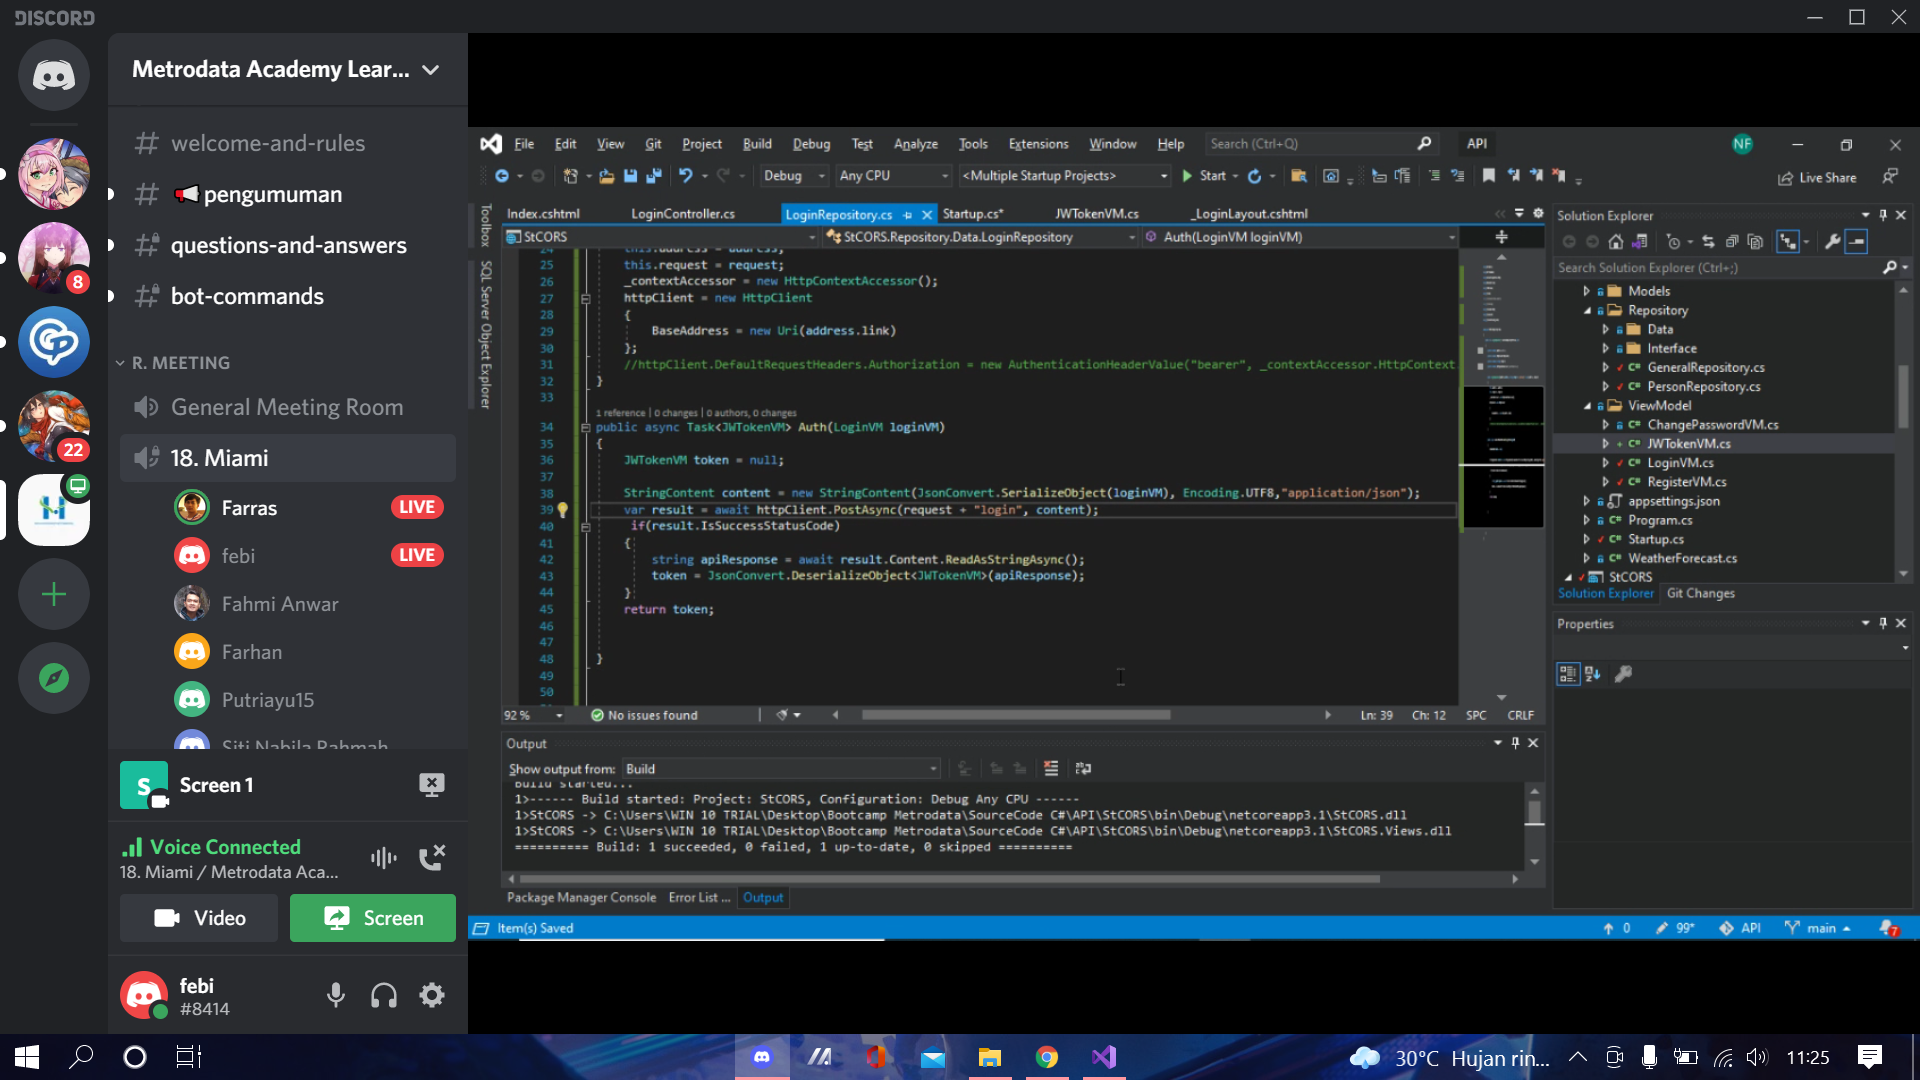 DISCORD
Metrodata Academy Lear...
welcome-and-rules
pengumuman
questions-and-answers
bot-commands
R. MEETING
General Meeting Room
18. Miami
Farras LIVE
febi LIVE
Fahmi Anwar
Farhan
Putriayu15
Siti Nabila Rahmah
8
22
S Screen 1
Voice Connected
18. Miami / Metrodata Aca...
Video Screen
febi
#8414
File Edit View Git Project Build Debug Test Analyze Tools Extensions Window Help Search (Ctrl+Q) API NF
Debug Any CPU <Multiple Startup Projects> Start Live Share
Toolbox
SQL Server Object Explorer
Index.cshtml LoginController.cs LoginRepository.cs Startup.cs* JWTokenVM.cs _LoginLayout.cshtml
StCORS StCORS.Repository.Data.LoginRepository Auth(LoginVM loginVM)
24 this.address = address;
25 this.request = request;
26 _contextAccessor = new HttpContextAccessor();
27 httpClient = new HttpClient
28 {
29 BaseAddress = new Uri(address.link)
30 };
31 //httpClient.DefaultRequestHeaders.Authorization = new AuthenticationHeaderValue("bearer", _contextAccessor.HttpContext.
32 }
33
1 reference | 0 changes | 0 authors, 0 changes
34 public async Task<JWTokenVM> Auth(LoginVM loginVM)
35 {
36 JWTokenVM token = null;
37
38 StringContent content = new StringContent(JsonConvert.SerializeObject(loginVM), Encoding.UTF8,"application/json");
39 var result = await httpClient.PostAsync(request + "login", content);
40 if(result.IsSuccessStatusCode)
41 {
42 string apiResponse = await result.Content.ReadAsStringAsync();
43 token = JsonConvert.DeserializeObject<JWTokenVM>(apiResponse);
44 }
45 return token;
46
47
48 }
49
50
92 % No issues found Ln: 39 Ch: 12 SPC CRLF
Output
Show output from: Build
Build started...
1>------ Build started: Project: StCORS, Configuration: Debug Any CPU ------
1>StCORS -> C:\Users\WIN 10 TRIAL\Desktop\Bootcamp Metrodata\SourceCode C#\API\StCORS\bin\Debug\netcoreapp3.1\StCORS.dll
1>StCORS -> C:\Users\WIN 10 TRIAL\Desktop\Bootcamp Metrodata\SourceCode C#\API\StCORS\bin\Debug\netcoreapp3.1\StCORS.Views.dll
========== Build: 1 succeeded, 0 failed, 1 up-to-date, 0 skipped ==========
Package Manager Console Error List ... Output
Item(s) Saved 0 99* API main 7
Solution Explorer
Search Solution Explorer (Ctrl+;)
Models
Repository
Data
Interface
C# GeneralRepository.cs
C# PersonRepository.cs
ViewModel
C# ChangePasswordVM.cs
C# JWTokenVM.cs
C# LoginVM.cs
C# RegisterVM.cs
appsettings.json
C# Program.cs
C# Startup.cs
C# WeatherForecast.cs
StCORS
Solution Explorer Git Changes
Properties
30°C Hujan rin... 11:25